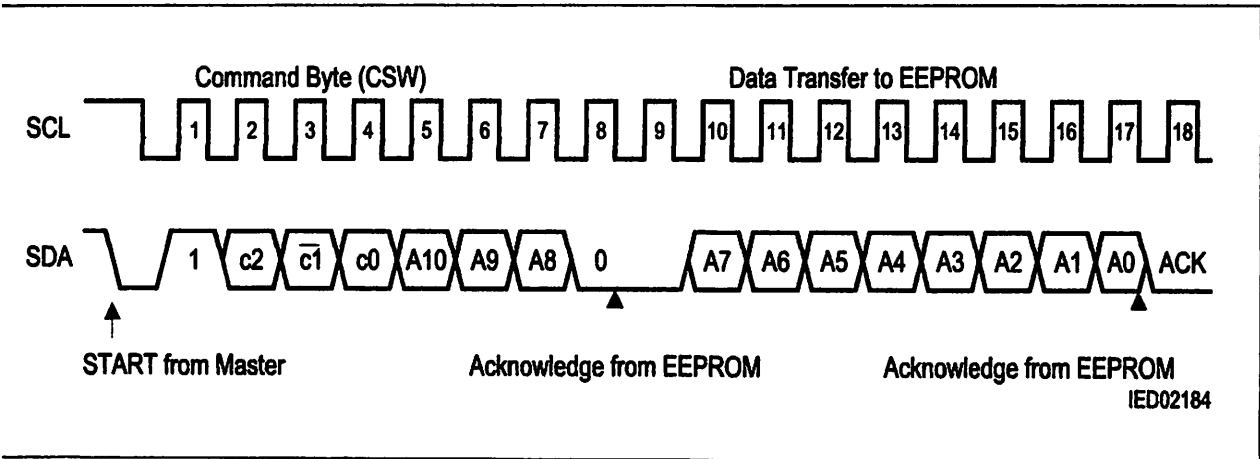 Command Byte (CSW) Data Transfer to EEPROM
SCL 1 2 3 4 5 6 7 8 9 10 11 12 13 14 15 16 17 18
SDA 1 c2 c̅1̅ c0 A10 A9 A8 0 A7 A6 A5 A4 A3 A2 A1 A0 ACK
START from Master Acknowledge from EEPROM Acknowledge from EEPROM
IED02184